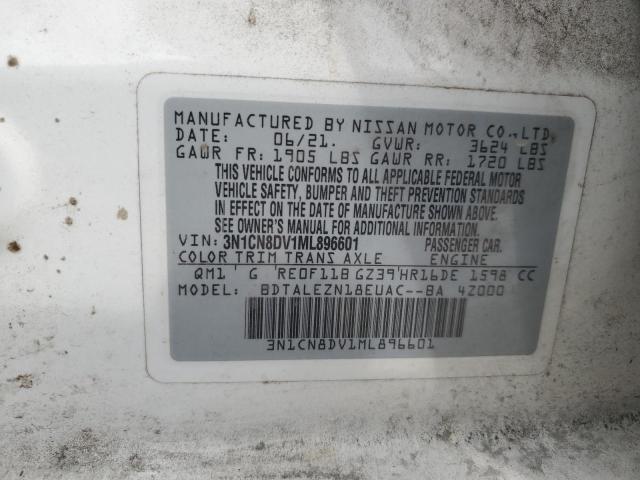 MANUFACTURED BY NISSAN MOTOR CO.,LTD.
DATE: 06/21. GVWR: 3624 LBS
GAWR FR: 1905 LBS GAWR RR: 1720 LBS
THIS VEHICLE CONFORMS TO ALL APPLICABLE FEDERAL MOTOR
VEHICLE SAFETY, BUMPER AND THEFT PREVENTION STANDARDS
IN EFFECT ON THE DATE OF MANUFACTURE SHOWN ABOVE.
SEE OWNER'S MANUAL FOR ADDITIONAL INFORMATION.
VIN: 3N1CN8DV1ML896601 PASSENGER CAR.
COLOR TRIM TRANS AXLE ENGINE
QM1 G RE0F11B GZ39 HR16DE 1598 CC
MODEL: BDTALEZN18EUAC--BA 4Z000
3N1CN8DV1ML896601